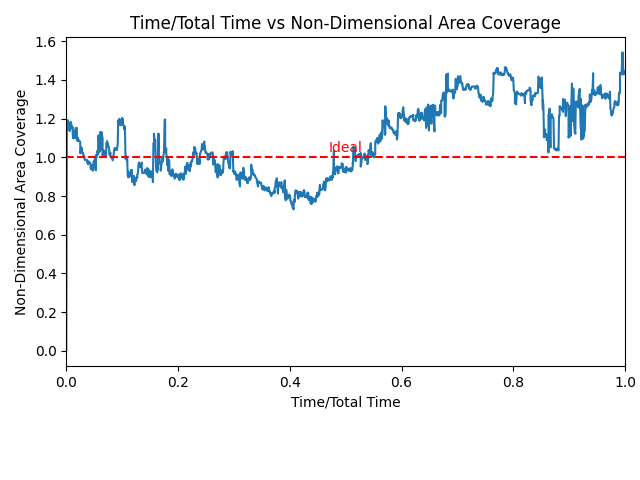 Time/Total Time vs Non-Dimensional Area Coverage
Non-Dimensional Area Coverage
1.6
1.4
1.2
1.0
0.8
0.6
0.4
0.2
0.0
Ideal
0.0 0.2 0.4 0.6 0.8 1.0
Time/Total Time